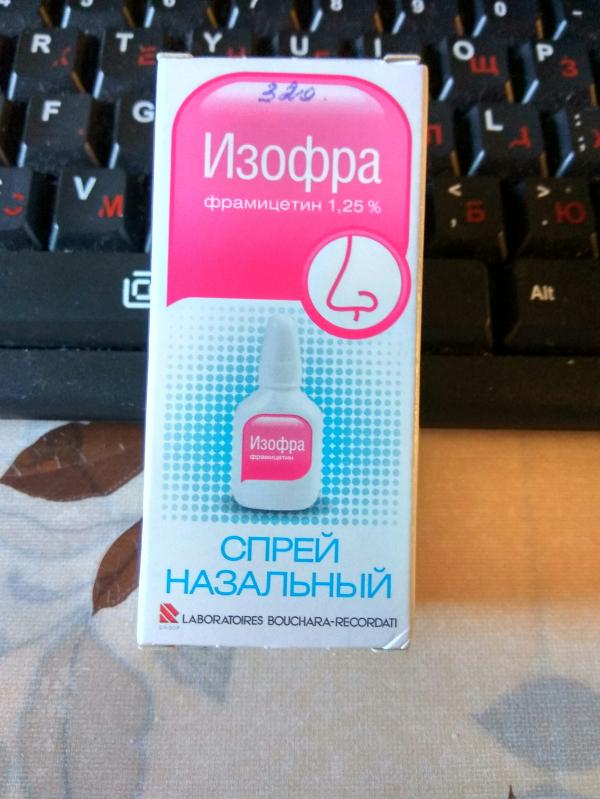 R T Y U I O P
Щ З
320.
Изофра
фрамицетин 1,25 %
F G L
V М < Б > Ю
Alt
Изофра
фрамицетин
СПРЕЙ
НАЗАЛЬНЫЙ
LABORATOIRES BOUCHARA-RECORDATI